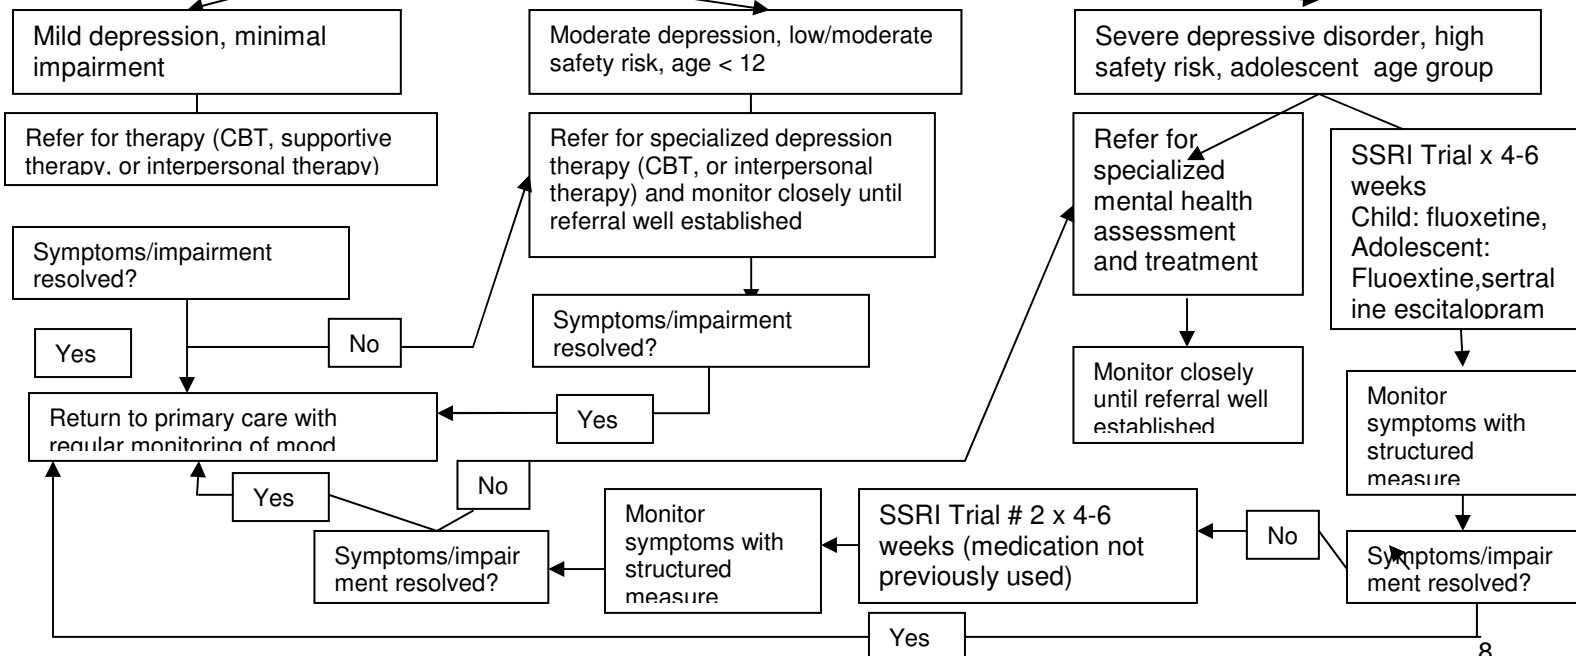 Mild depression, minimal
impairment
Moderate depression, low/moderate
safety risk, age < 12
Severe depressive disorder, high
safety risk, adolescent  age group
Refer for therapy (CBT, supportive
therapy, or interpersonal therapy)
Refer for specialized depression
therapy (CBT, or interpersonal
therapy) and monitor closely until
referral well established
Refer for
specialized
mental health
assessment
and treatment
SSRI Trial x 4-6
weeks
Child: fluoxetine,
Adolescent:
Fluoextine,sertral
ine escitalopram
Symptoms/impairment
resolved?
Yes
No
Symptoms/impairment
resolved?
Monitor closely
until referral well
established
Monitor
symptoms with
structured
measure
Return to primary care with
regular monitoring of mood
Yes
Yes
No
Symptoms/impair
ment resolved?
Monitor
symptoms with
structured
measure
SSRI Trial # 2 x 4-6
weeks (medication not
previously used)
No
Symptoms/impair
ment resolved?
Yes
8